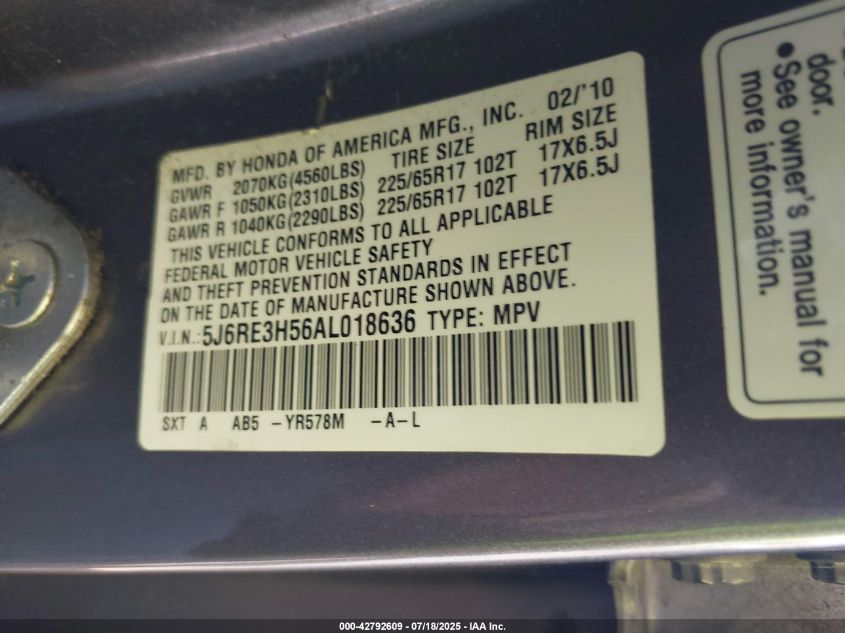 MFD. BY HONDA OF AMERICA MFG., INC. 02/'10
GVWR 2070KG(4560LBS) TIRE SIZE RIM SIZE
GAWR F 1050KG(2310LBS) 225/65R17 102T 17X6.5J
GAWR R 1040KG(2290LBS) 225/65R17 102T 17X6.5J
THIS VEHICLE CONFORMS TO ALL APPLICABLE
FEDERAL MOTOR VEHICLE SAFETY
AND THEFT PREVENTION STANDARDS IN EFFECT
ON THE DATE OF MANUFACTURE SHOWN ABOVE.
V.I.N.:5J6RE3H56AL018636 TYPE: MPV
SXT A AB5 -YR578M -A-L
door.
• See owner's manual for
more information.
000-42792609 - 07/18/2025 - IAA Inc.